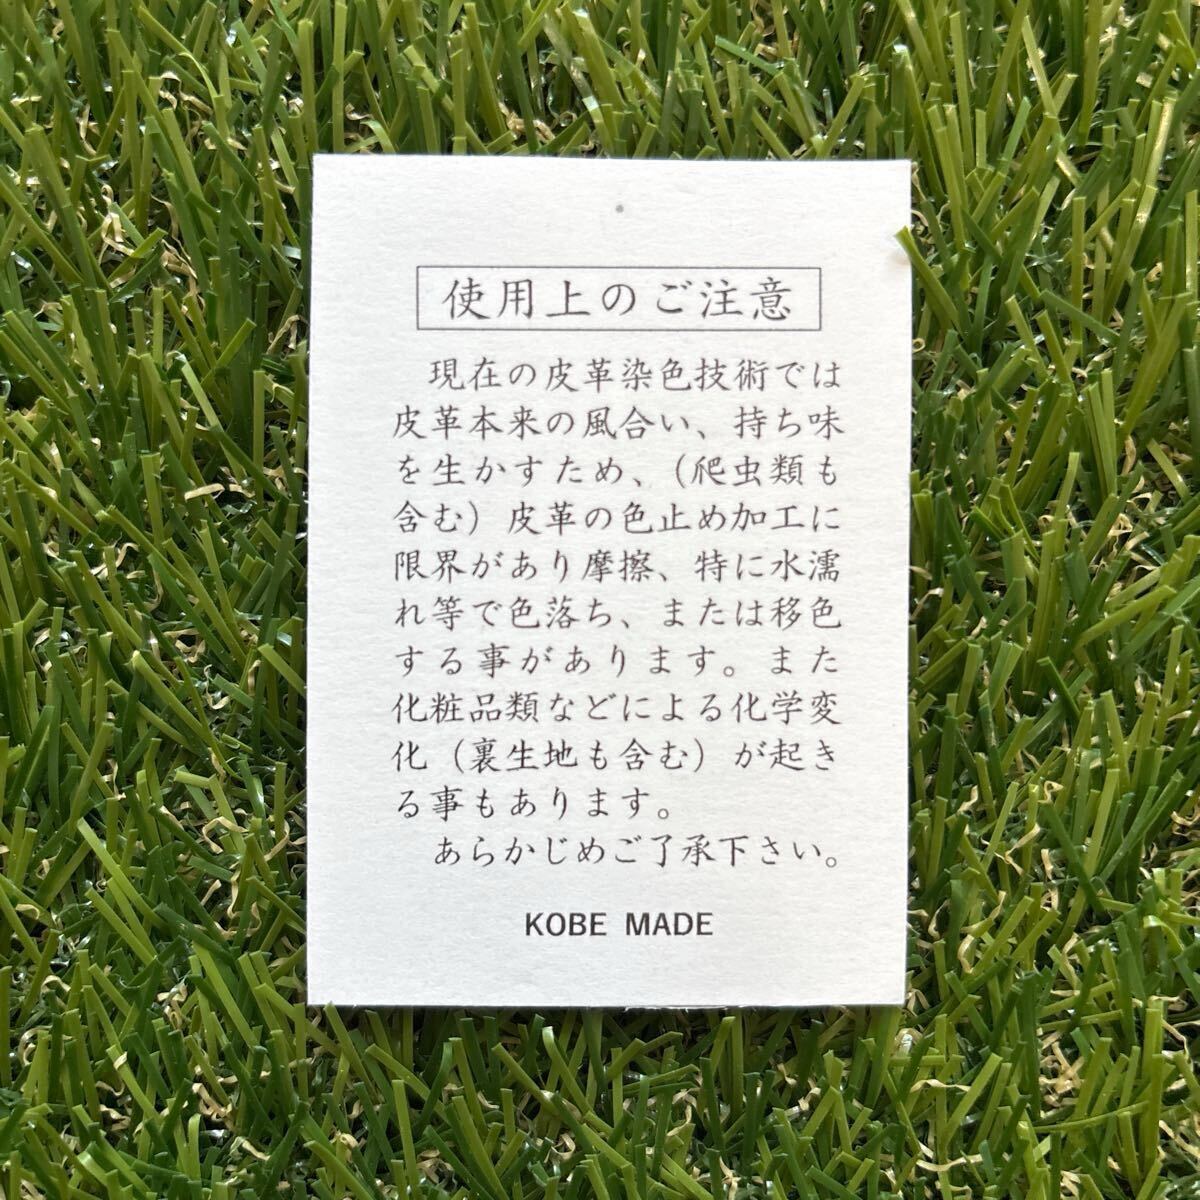 使用上のご注意
現在の皮革染色技術では
皮革本来の風合い、持ち味
を生かすため、(爬虫類も
含む)皮革の色止め加工に
限界があり摩擦、特に水濡
れ等で色落ち、または移色
する事があります。また
化粧品類などによる化学変
化(裏生地も含む)が起き
る事もあります。
あらかじめご了承下さい。
KOBE MADE